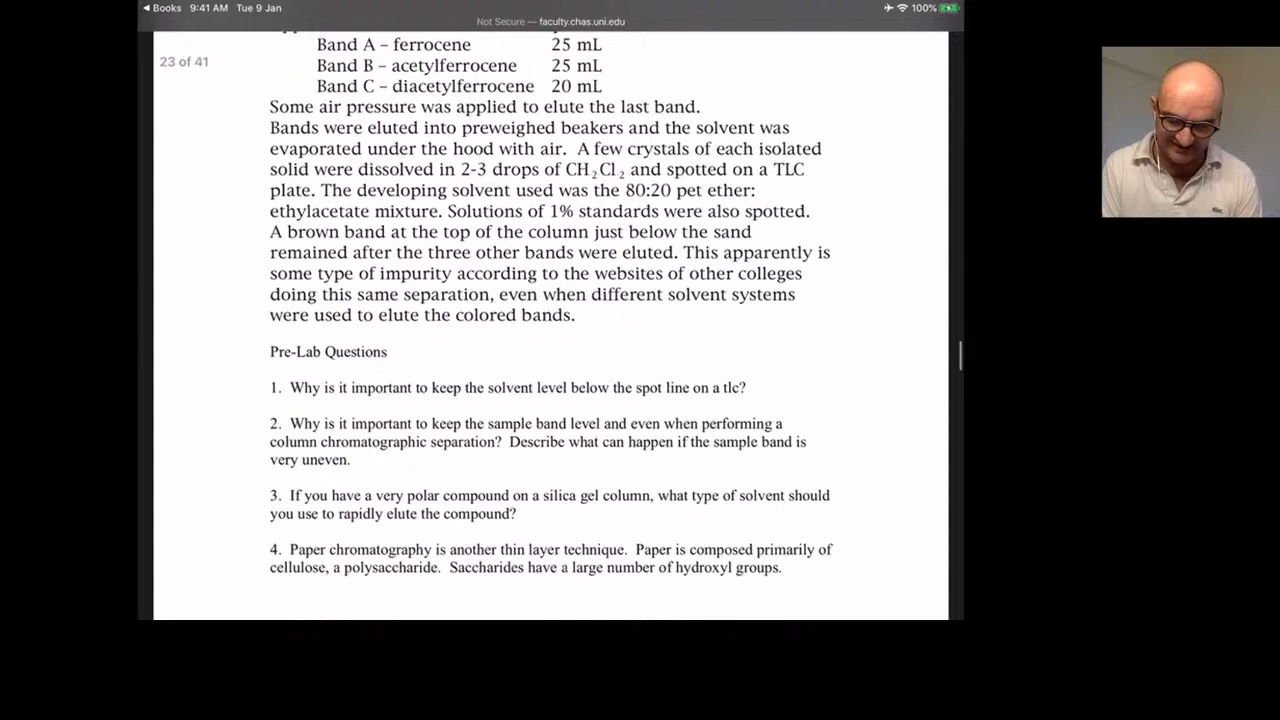 Books 9:41 AM Tue 9 Jan
100%
Not Secure — faculty.chas.uni.edu
23 of 41
Band A – ferrocene 25 mL
Band B – acetylferrocene 25 mL
Band C – diacetylferrocene 20 mL
Some air pressure was applied to elute the last band.
Bands were eluted into preweighed beakers and the solvent was
evaporated under the hood with air. A few crystals of each isolated
solid were dissolved in 2-3 drops of CH₂Cl₂ and spotted on a TLC
plate. The developing solvent used was the 80:20 pet ether:
ethylacetate mixture. Solutions of 1% standards were also spotted.
A brown band at the top of the column just below the sand
remained after the three other bands were eluted. This apparently is
some type of impurity according to the websites of other colleges
doing this same separation, even when different solvent systems
were used to elute the colored bands.
Pre-Lab Questions
1. Why is it important to keep the solvent level below the spot line on a tlc?
2. Why is it important to keep the sample band level and even when performing a
column chromatographic separation? Describe what can happen if the sample band is
very uneven.
3. If you have a very polar compound on a silica gel column, what type of solvent should
you use to rapidly elute the compound?
4. Paper chromatography is another thin layer technique. Paper is composed primarily of
cellulose, a polysaccharide. Saccharides have a large number of hydroxyl groups.